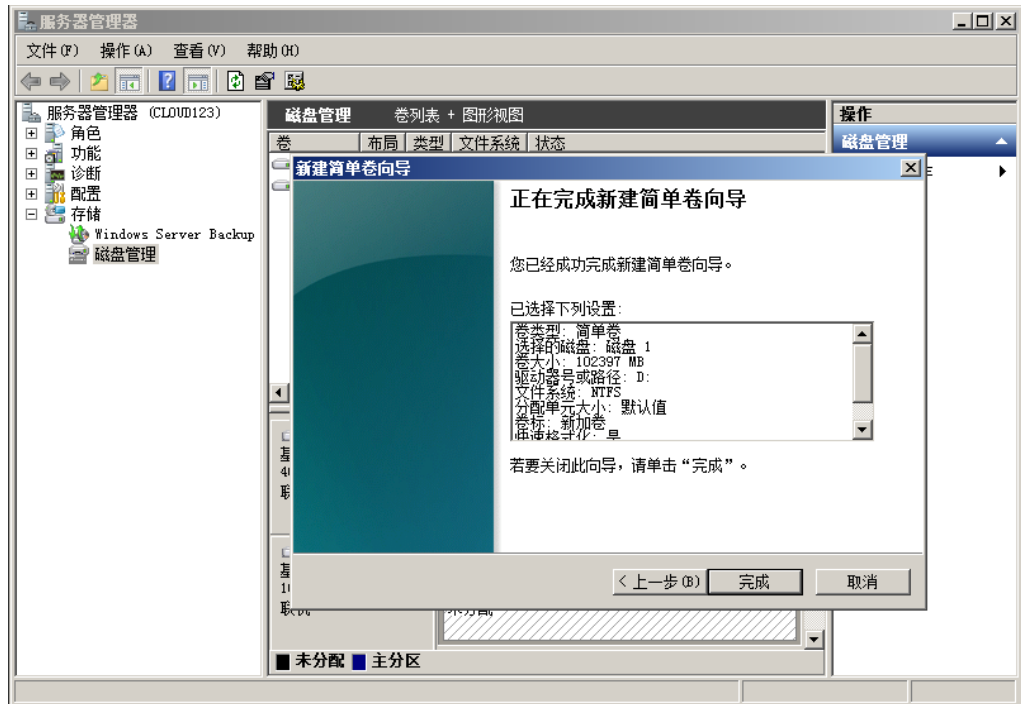 服务器管理器
文件(F) 操作(A) 查看(V) 帮助(H)
服务器管理器 (CLOUD123)
角色
功能
诊断
配置
存储
Windows Server Backup
磁盘管理
磁盘管理 卷列表 + 图形视图
卷 布局 类型 文件系统 状态
操作
磁盘管理
新建简单卷向导
正在完成新建简单卷向导
您已经成功完成新建简单卷向导。
已选择下列设置:
卷类型: 简单卷
选择的磁盘: 磁盘 1
卷大小: 102397 MB
驱动器号或路径: D:
文件系统: NTFS
分配单元大小: 默认值
卷标: 新加卷
快速格式化: 是
若要关闭此向导，请单击“完成”。
< 上一步(B) 完成 取消
未分配 主分区